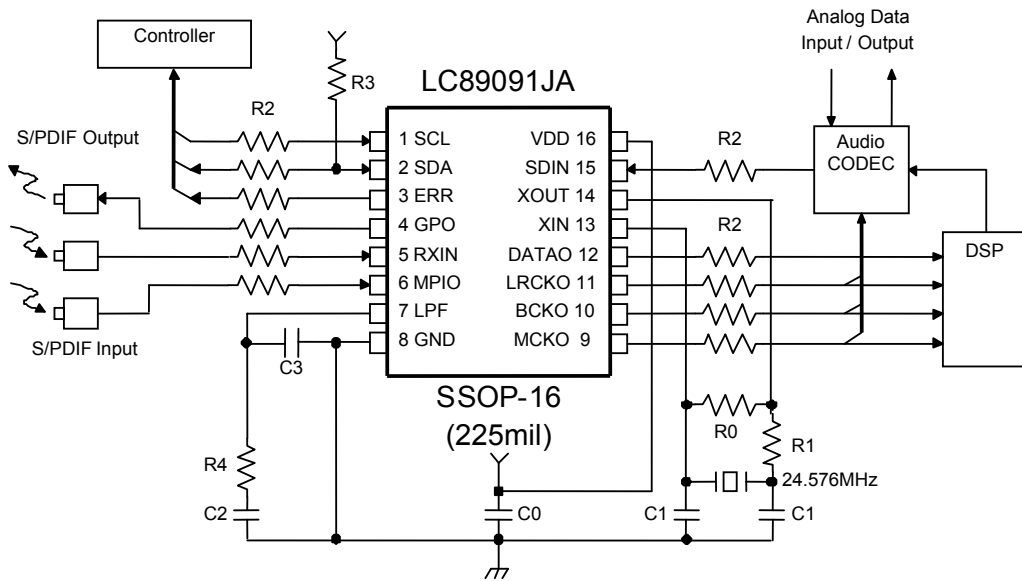 Controller
Analog Data
Input / Output
LC89091JA
R3
R2
S/PDIF Output
1 SCL
2 SDA
3 ERR
4 GPO
5 RXIN
6 MPIO
7 LPF
8 GND
VDD 16
SDIN 15
XOUT 14
XIN 13
DATAO 12
LRCKO 11
BCKO 10
MCKO 9
R2
Audio
CODEC
R2
DSP
S/PDIF Input
C3
SSOP-16
(225mil)
R0
R1
R4
24.576MHz
C2
C0
C1
C1